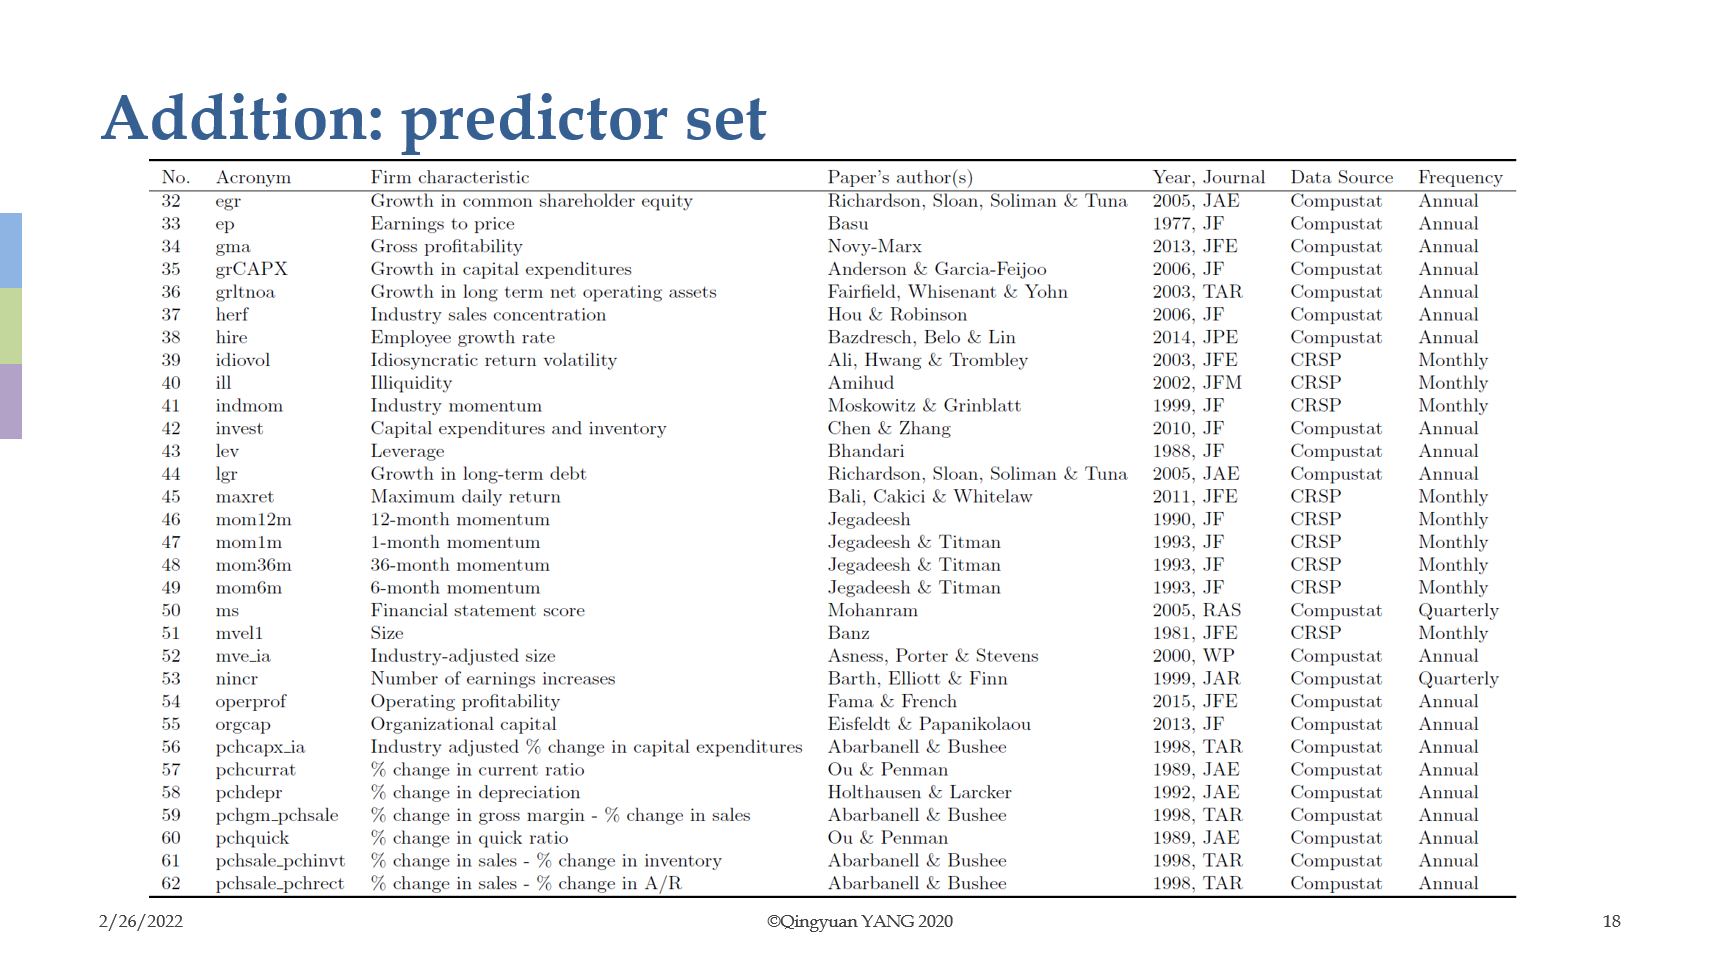 Addition: predictor set
No. Acronym Firm characteristic Paper's author(s) Year, Journal Data Source Frequency
32 egr Growth in common shareholder equity Richardson, Sloan, Soliman & Tuna 2005, JAE Compustat Annual
33 ep Earnings to price Basu 1977, JF Compustat Annual
34 gma Gross profitability Novy-Marx 2013, JFE Compustat Annual
35 grCAPX Growth in capital expenditures Anderson & Garcia-Feijoo 2006, JF Compustat Annual
36 grltnoa Growth in long term net operating assets Fairfield, Whisenant & Yohn 2003, TAR Compustat Annual
37 herf Industry sales concentration Hou & Robinson 2006, JF Compustat Annual
38 hire Employee growth rate Bazdresch, Belo & Lin 2014, JPE Compustat Annual
39 idiovol Idiosyncratic return volatility Ali, Hwang & Trombley 2003, JFE CRSP Monthly
40 ill Illiquidity Amihud 2002, JFM CRSP Monthly
41 indmom Industry momentum Moskowitz & Grinblatt 1999, JF CRSP Monthly
42 invest Capital expenditures and inventory Chen & Zhang 2010, JF Compustat Annual
43 lev Leverage Bhandari 1988, JF Compustat Annual
44 lgr Growth in long-term debt Richardson, Sloan, Soliman & Tuna 2005, JAE Compustat Annual
45 maxret Maximum daily return Bali, Cakici & Whitelaw 2011, JFE CRSP Monthly
46 mom12m 12-month momentum Jegadeesh 1990, JF CRSP Monthly
47 mom1m 1-month momentum Jegadeesh & Titman 1993, JF CRSP Monthly
48 mom36m 36-month momentum Jegadeesh & Titman 1993, JF CRSP Monthly
49 mom6m 6-month momentum Jegadeesh & Titman 1993, JF CRSP Monthly
50 ms Financial statement score Mohanram 2005, RAS Compustat Quarterly
51 mvel1 Size Banz 1981, JFE CRSP Monthly
52 mve_ia Industry-adjusted size Asness, Porter & Stevens 2000, WP Compustat Annual
53 nincr Number of earnings increases Barth, Elliott & Finn 1999, JAR Compustat Quarterly
54 operprof Operating profitability Fama & French 2015, JFE Compustat Annual
55 orgcap Organizational capital Eisfeldt & Papanikolaou 2013, JF Compustat Annual
56 pchcapx_ia Industry adjusted % change in capital expenditures Abarbanell & Bushee 1998, TAR Compustat Annual
57 pchcurrat % change in current ratio Ou & Penman 1989, JAE Compustat Annual
58 pchdepr % change in depreciation Holthausen & Larcker 1992, JAE Compustat Annual
59 pchgm_pchsale % change in gross margin - % change in sales Abarbanell & Bushee 1998, TAR Compustat Annual
60 pchquick % change in quick ratio Ou & Penman 1989, JAE Compustat Annual
61 pchsale_pchinvt % change in sales - % change in inventory Abarbanell & Bushee 1998, TAR Compustat Annual
62 pchsale_pchrect % change in sales - % change in A/R Abarbanell & Bushee 1998, TAR Compustat Annual
2/26/2022 ©Qingyuan YANG 2020 18